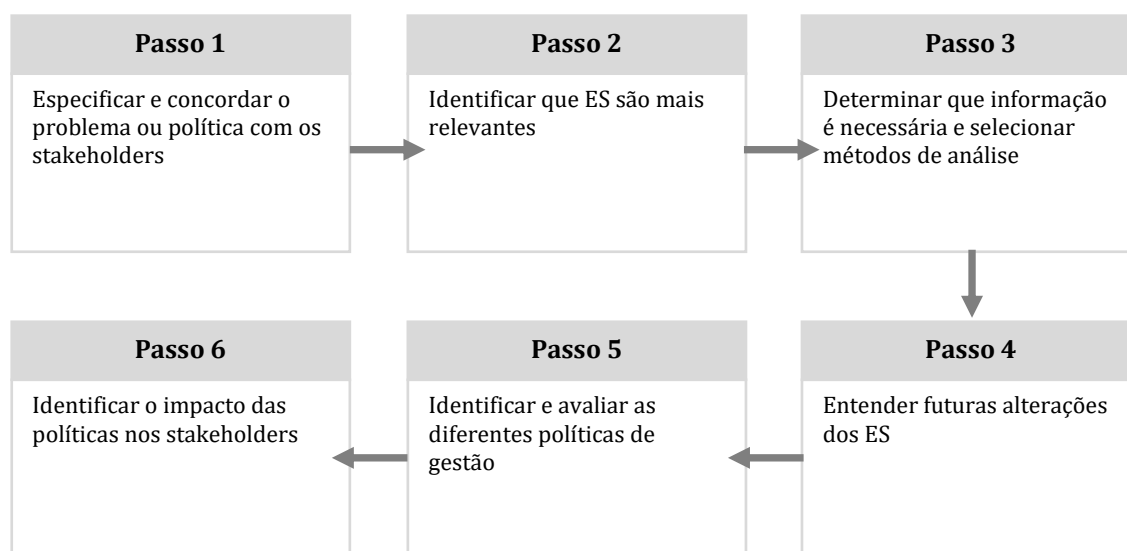 Passo 1
Especificar e concordar o
problema ou política com os
stakeholders
Passo 2
Identificar que ES são mais
relevantes
Passo 3
Determinar que informação
é necessária e selecionar
métodos de análise
Passo 4
Entender futuras alterações
dos ES
Passo 5
Identificar e avaliar as
diferentes políticas de
gestão
Passo 6
Identificar o impacto das
políticas nos stakeholders